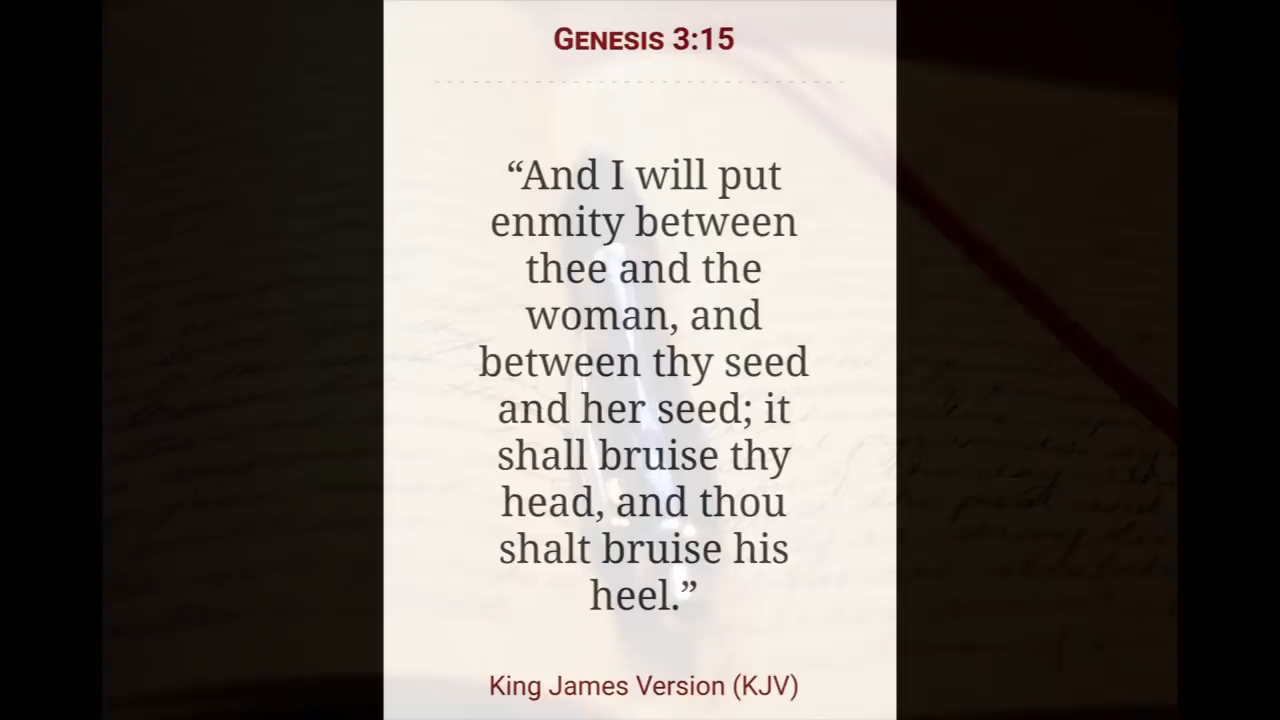 GENESIS 3:15
“And I will put
enmity between
thee and the
woman, and
between thy seed
and her seed; it
shall bruise thy
head, and thou
shalt bruise his
heel.”
King James Version (KJV)